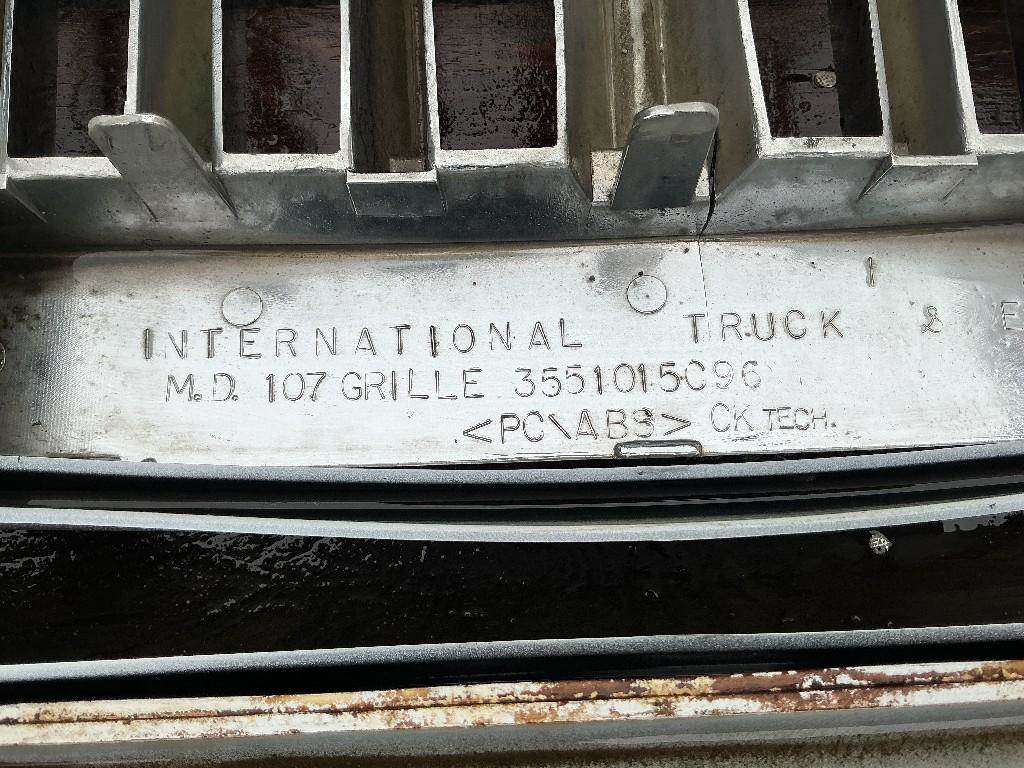 INTERNATIONAL TRUCK & E
M.D. 107 GRILLE 3551015C96
<PC\ABS> CK TECH.